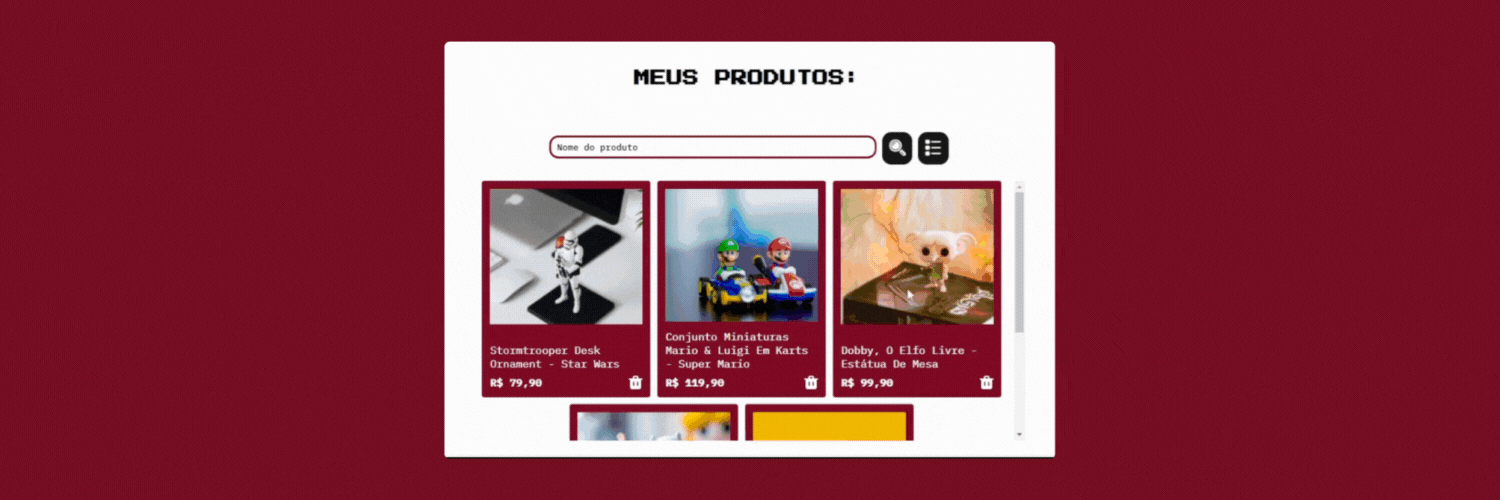 MEUS PRODUTOS:
Nome do produto
Stormtrooper Desk
Ornament - Star Wars
R$ 79,90
Conjunto Miniaturas
Mario & Luigi Em Karts
- Super Mario
R$ 119,90
Dobby, O Elfo Livre -
Estátua De Mesa
R$ 99,90